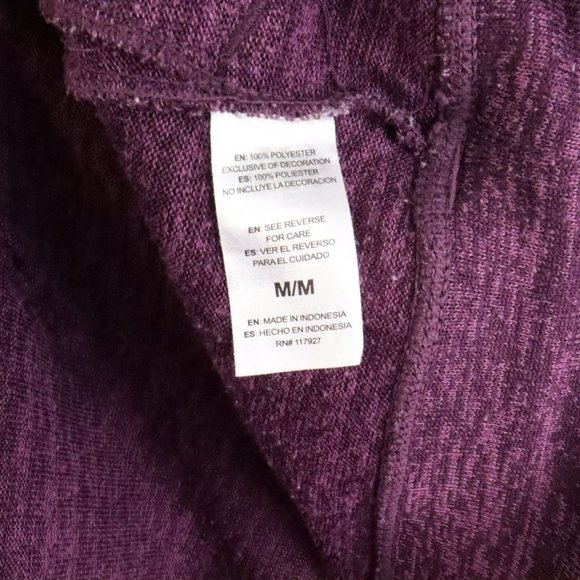 EN: 100% POLYESTER
EXCLUSIVE OF DECORATION
ES: 100% POLIESTER
NO INCLUYE LA DECORACION
EN: SEE REVERSE
FOR CARE
ES: VER EL REVERSO
PARA EL CUIDADO
M/M
EN: MADE IN INDONESIA
ES: HECHO EN INDONESIA
RN# 117927